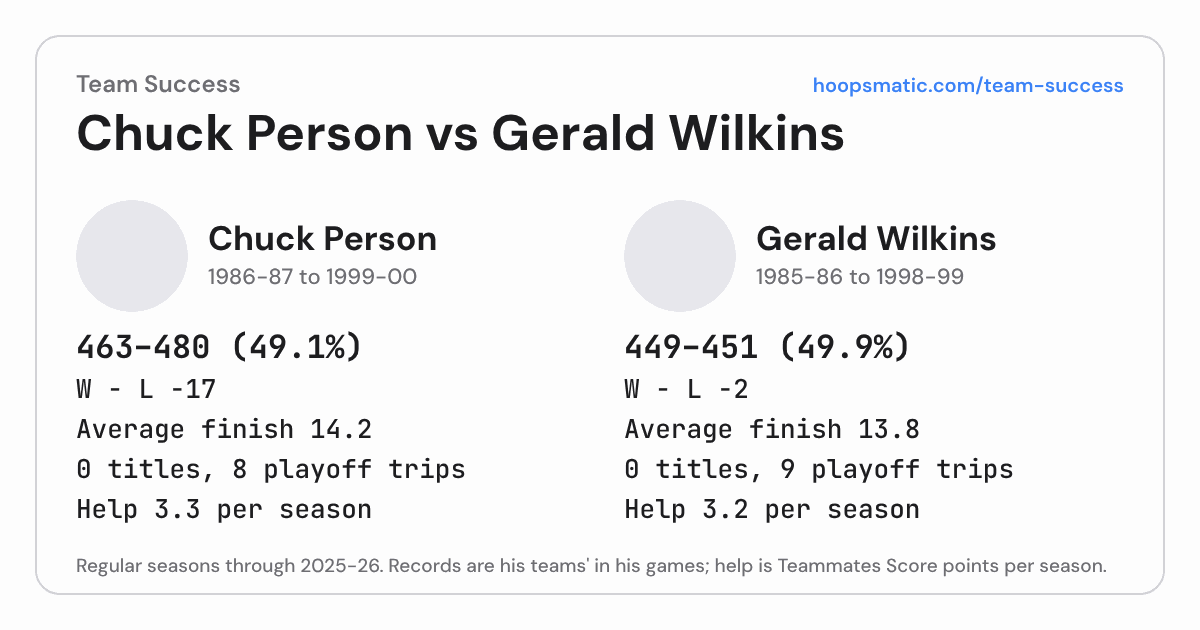 Team Success
hoopsmatic.com/team-success
Chuck Person vs Gerald Wilkins
Chuck Person
1986-87 to 1999-00
463-480 (49.1%)
W - L -17
Average finish 14.2
0 titles, 8 playoff trips
Help 3.3 per season
Gerald Wilkins
1985-86 to 1998-99
449-451 (49.9%)
W - L -2
Average finish 13.8
0 titles, 9 playoff trips
Help 3.2 per season
Regular seasons through 2025-26. Records are his teams' in his games; help is Teammates Score points per season.